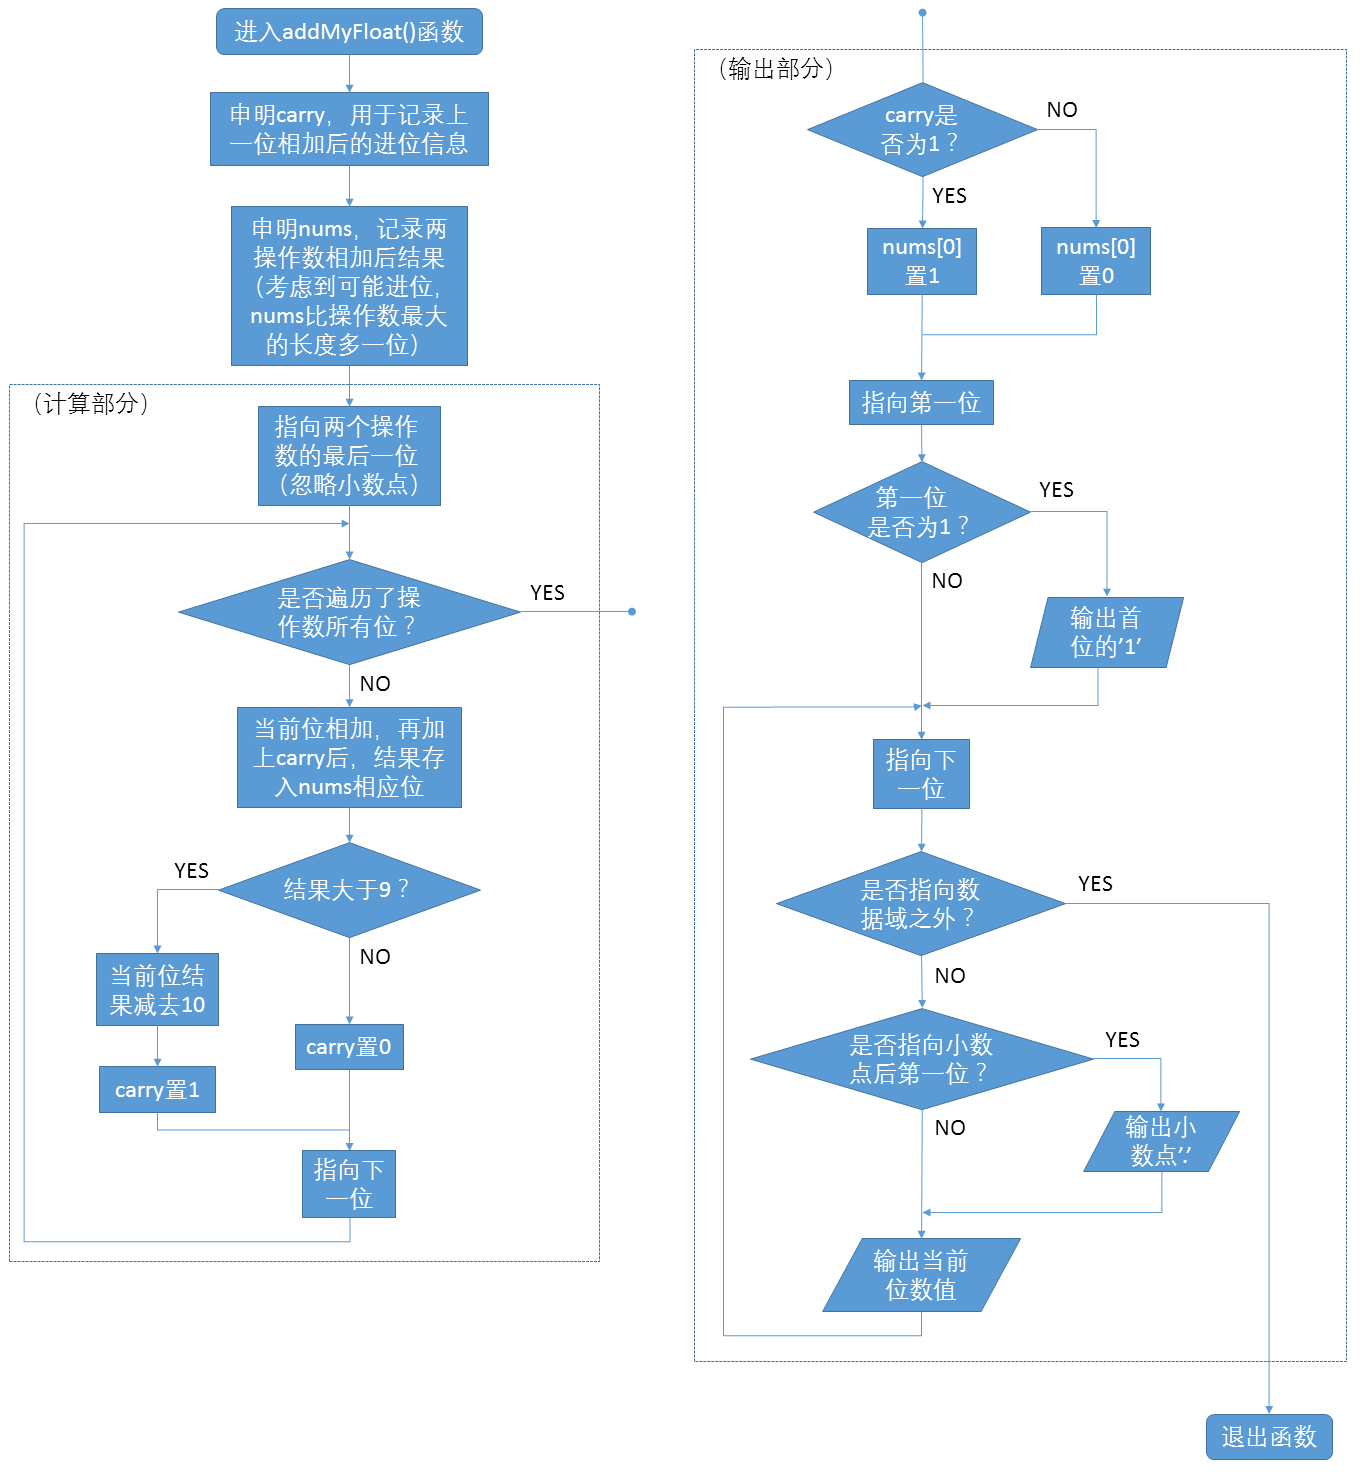 进入addMyFloat()函数
申明carry，用于记录上
一位相加后的进位信息
申明nums，记录两
操作数相加后结果
（考虑到可能进位，
nums比操作数最大
的长度多一位）
（计算部分）
指向两个操作
数的最后一位
（忽略小数点）
是否遍历了操
作数所有位？
YES
NO
当前位相加，再加
上carry后，结果存
入nums相应位
结果大于9？
YES
NO
当前位结
果减去10
carry置1
carry置0
指向下
一位
（输出部分）
carry是
否为1？
NO
YES
nums[0]
置1
nums[0]
置0
指向第一位
第一位
是否为1？
YES
NO
输出首
位的’1’
指向下
一位
是否指向数
据域之外？
YES
NO
是否指向小数
点后第一位？
YES
NO
输出小
数点’.’
输出当前
位数值
退出函数